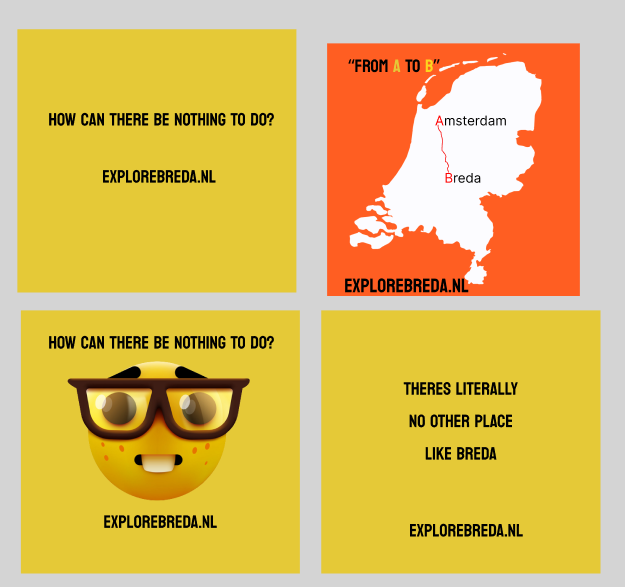 HOW CAN THERE BE NOTHING TO DO?
EXPLOREBREDA.NL
“FROM A TO B”
Amsterdam
Breda
EXPLOREBREDA.NL
HOW CAN THERE BE NOTHING TO DO?
EXPLOREBREDA.NL
THERES LITERALLY
NO OTHER PLACE
LIKE BREDA
EXPLOREBREDA.NL